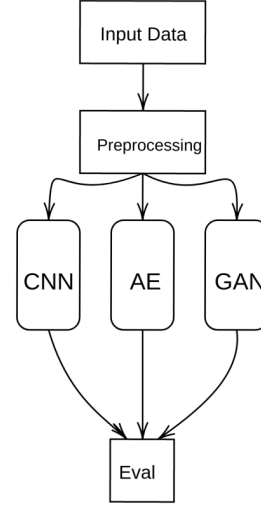 Input Data
Preprocessing
CNN AE GAN
Eval